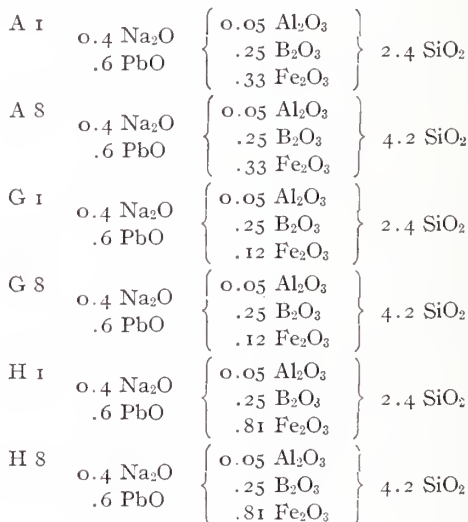 A 1 0.4 Na₂O .6 PbO { 0.05 Al₂O₃ .25 B₂O₃ .33 Fe₂O₃ } 2.4 SiO₂
A 8 0.4 Na₂O .6 PbO { 0.05 Al₂O₃ .25 B₂O₃ .33 Fe₂O₃ } 4.2 SiO₂
G 1 0.4 Na₂O .6 PbO { 0.05 Al₂O₃ .25 B₂O₃ .12 Fe₂O₃ } 2.4 SiO₂
G 8 0.4 Na₂O .6 PbO { 0.05 Al₂O₃ .25 B₂O₃ .12 Fe₂O₃ } 4.2 SiO₂
H 1 0.4 Na₂O .6 PbO { 0.05 Al₂O₃ .25 B₂O₃ .81 Fe₂O₃ } 2.4 SiO₂
H 8 0.4 Na₂O .6 PbO { 0.05 Al₂O₃ .25 B₂O₃ .81 Fe₂O₃ } 4.2 SiO₂